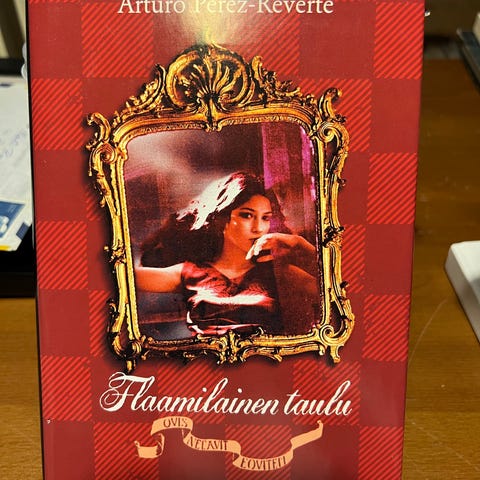 Arturo Pérez-Reverte
Flaamilainen taulu
QVIS
NECAVIT
EQVITEM